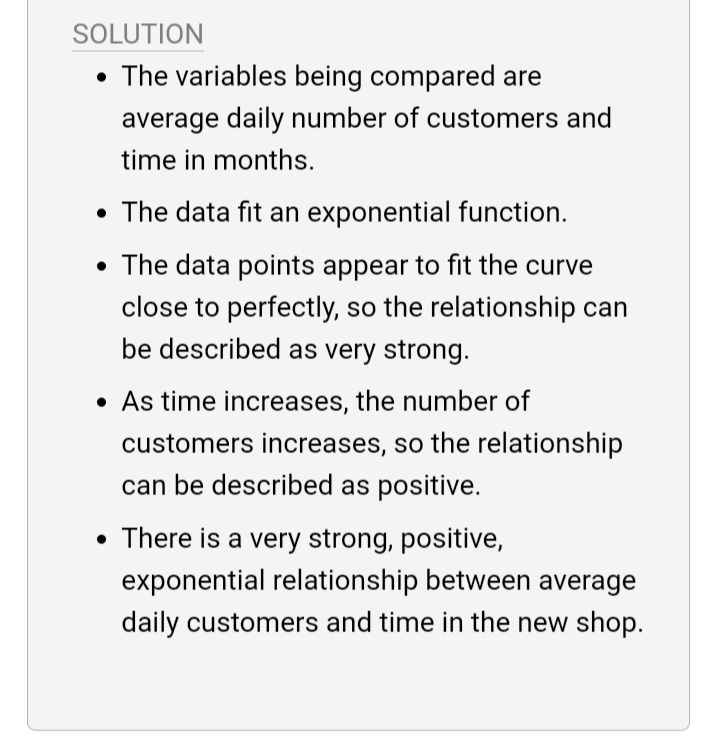 SOLUTION
• The variables being compared are
average daily number of customers and
time in months.
• The data fit an exponential function.
• The data points appear to fit the curve
close to perfectly, so the relationship can
be described as very strong.
• As time increases, the number of
customers increases, so the relationship
can be described as positive.
• There is a very strong, positive,
exponential relationship between average
daily customers and time in the new shop.